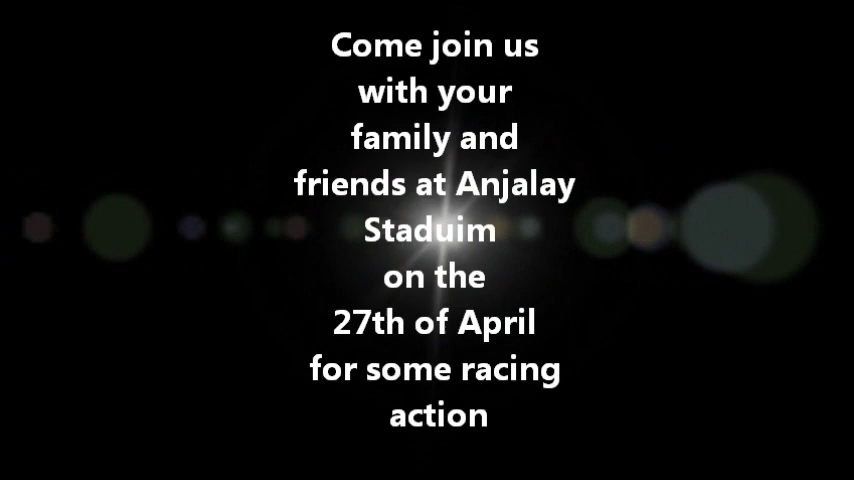 Come join us
with your
family and
friends at Anjalay
Staduim
on the
27th of April
for some racing
action